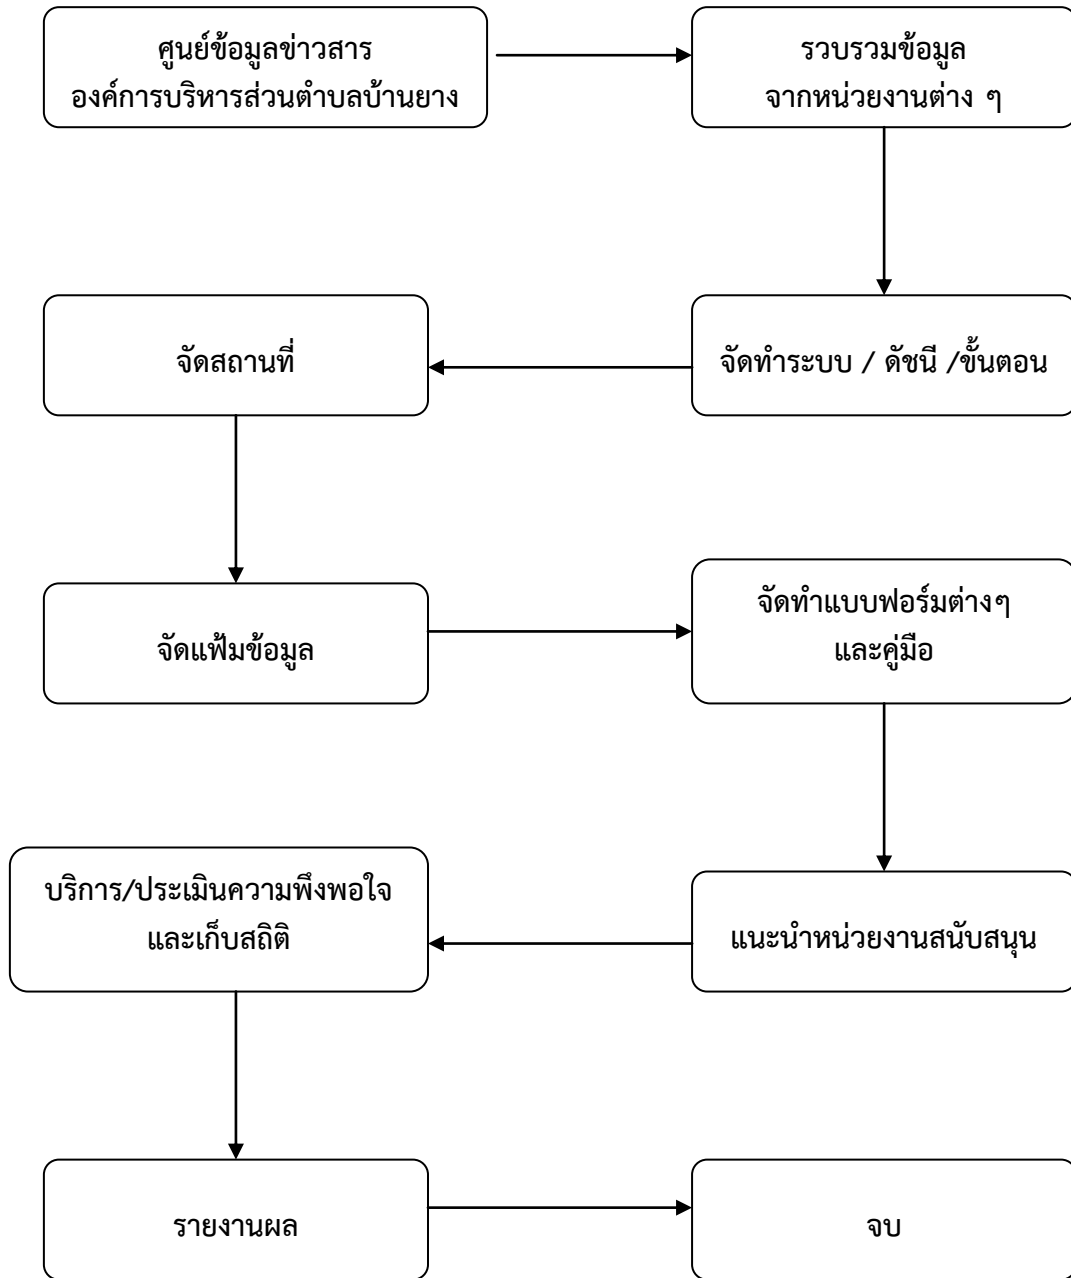 ศูนย์ข้อมูลข่าวสาร
องค์การบริหารส่วนตำบลบ้านยาง
รวบรวมข้อมูล
จากหน่วยงานต่าง ๆ
จัดทำระบบ / ดัชนี /ขั้นตอน
จัดสถานที่
จัดแฟ้มข้อมูล
จัดทำแบบฟอร์มต่างๆ
และคู่มือ
แนะนำหน่วยงานสนับสนุน
บริการ/ประเมินความพึงพอใจ
และเก็บสถิติ
รายงานผล
จบ